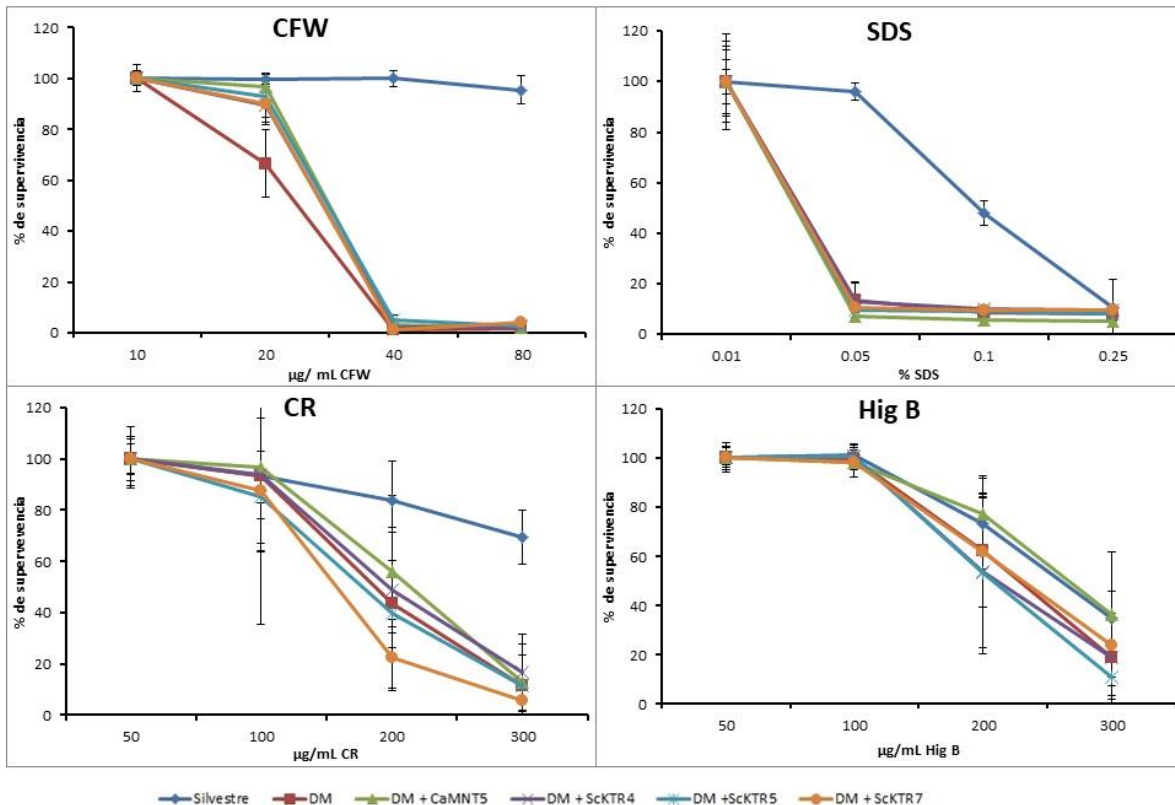 CFW
% de supervivencia
120
100
80
60
40
20
0
10 20 40 80
µg/ mL CFW
SDS
% de supervivencia
120
100
80
60
40
20
0
0.01 0.05 0.1 0.25
% SDS
CR
% de supervevencia
120
100
80
60
40
20
0
50 100 200 300
µg/mL CR
Hig B
% de supervivencia
120
100
80
60
40
20
0
50 100 200 300
µg/mL Hig B
Silvestre DM DM + CaMNT5 DM + ScKTR4 DM +ScKTR5 DM + ScKTR7